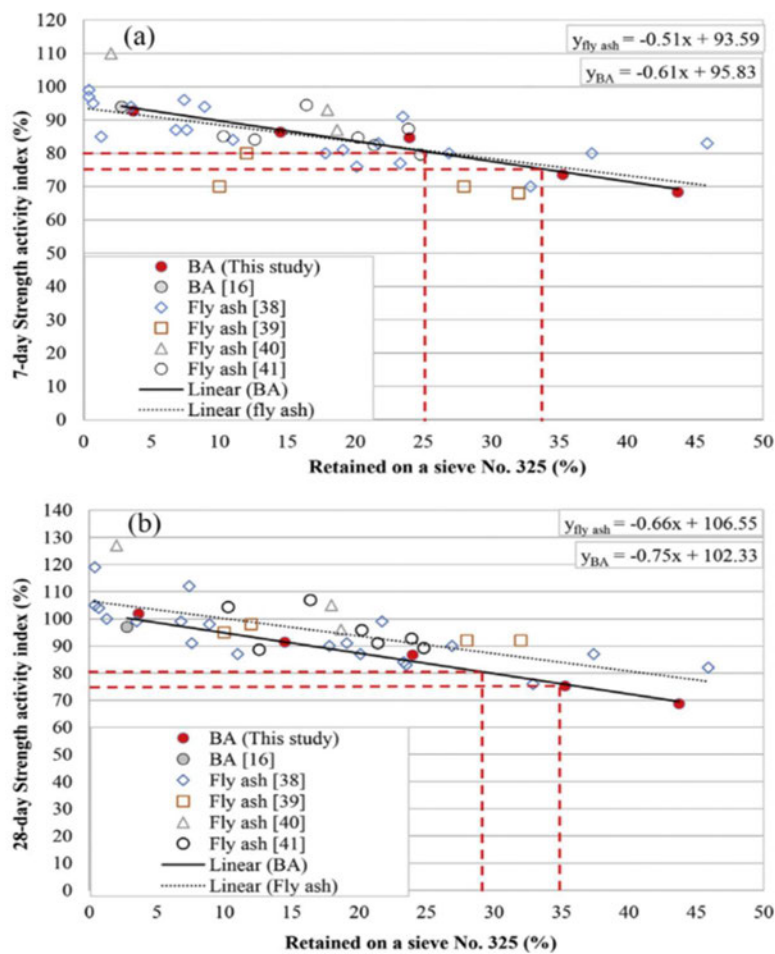 (a)
y fly ash = -0.51x + 93.59
y BA = -0.61x + 95.83
120
110
100
90
80
70
60
50
40
30
20
10
0
7-day Strength activity index (%)
BA (This study)
BA [16]
Fly ash [38]
Fly ash [39]
Fly ash [40]
Fly ash [41]
Linear (BA)
Linear (fly ash)
0 5 10 15 20 25 30 35 40 45 50
Retained on a sieve No. 325 (%)
(b)
y fly ash = -0.66x + 106.55
y BA = -0.75x + 102.33
140
130
120
110
100
90
80
70
60
50
40
30
20
10
0
28-day Strength activity index (%)
BA (This study)
BA [16]
Fly ash [38]
Fly ash [39]
Fly ash [40]
Fly ash [41]
Linear (BA)
Linear (Fly ash)
0 5 10 15 20 25 30 35 40 45 50
Retained on a sieve No. 325 (%)